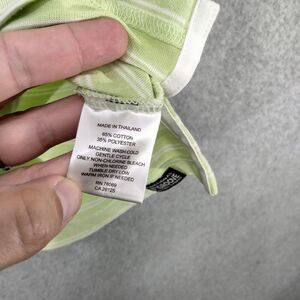 MADE IN THAILAND
65% COTTON
35% POLYESTER
MACHINE WASH COLD
GENTLE CYCLE
ONLY NON-CHLORINE BLEACH
WHEN NEEDED
TUMBLE DRY LOW
WARM IRON IF NEEDED
RN 78069
CA 26125